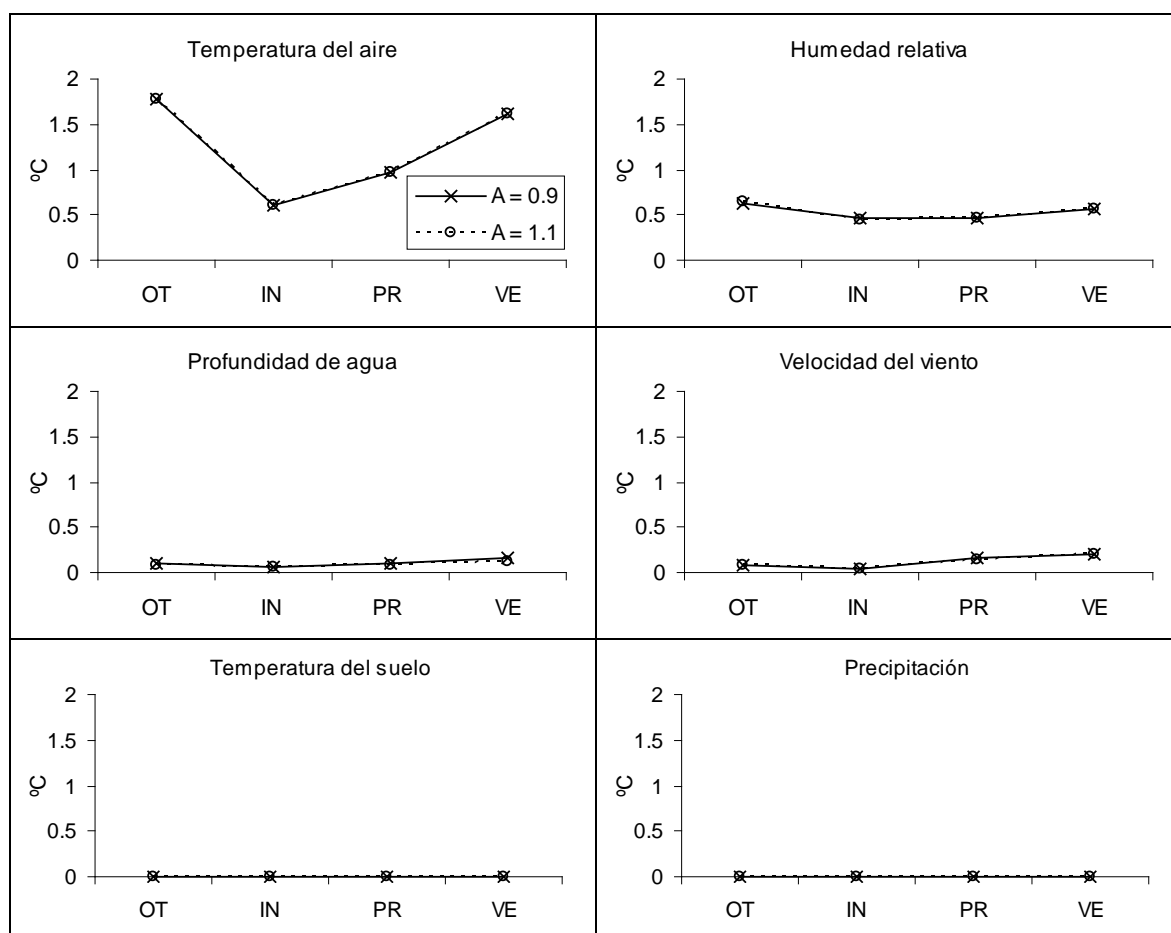 Temperatura del aire
2
1.5
1
0.5
0
ºC
OT IN PR VE
A = 0.9
A = 1.1
Humedad relativa
2
1.5
1
0.5
0
ºC
OT IN PR VE
Profundidad de agua
2
1.5
1
0.5
0
ºC
OT IN PR VE
Velocidad del viento
2
1.5
1
0.5
0
ºC
OT IN PR VE
Temperatura del suelo
2
1.5
1
0.5
0
ºC
OT IN PR VE
Precipitación
2
1.5
1
0.5
0
ºC
OT IN PR VE